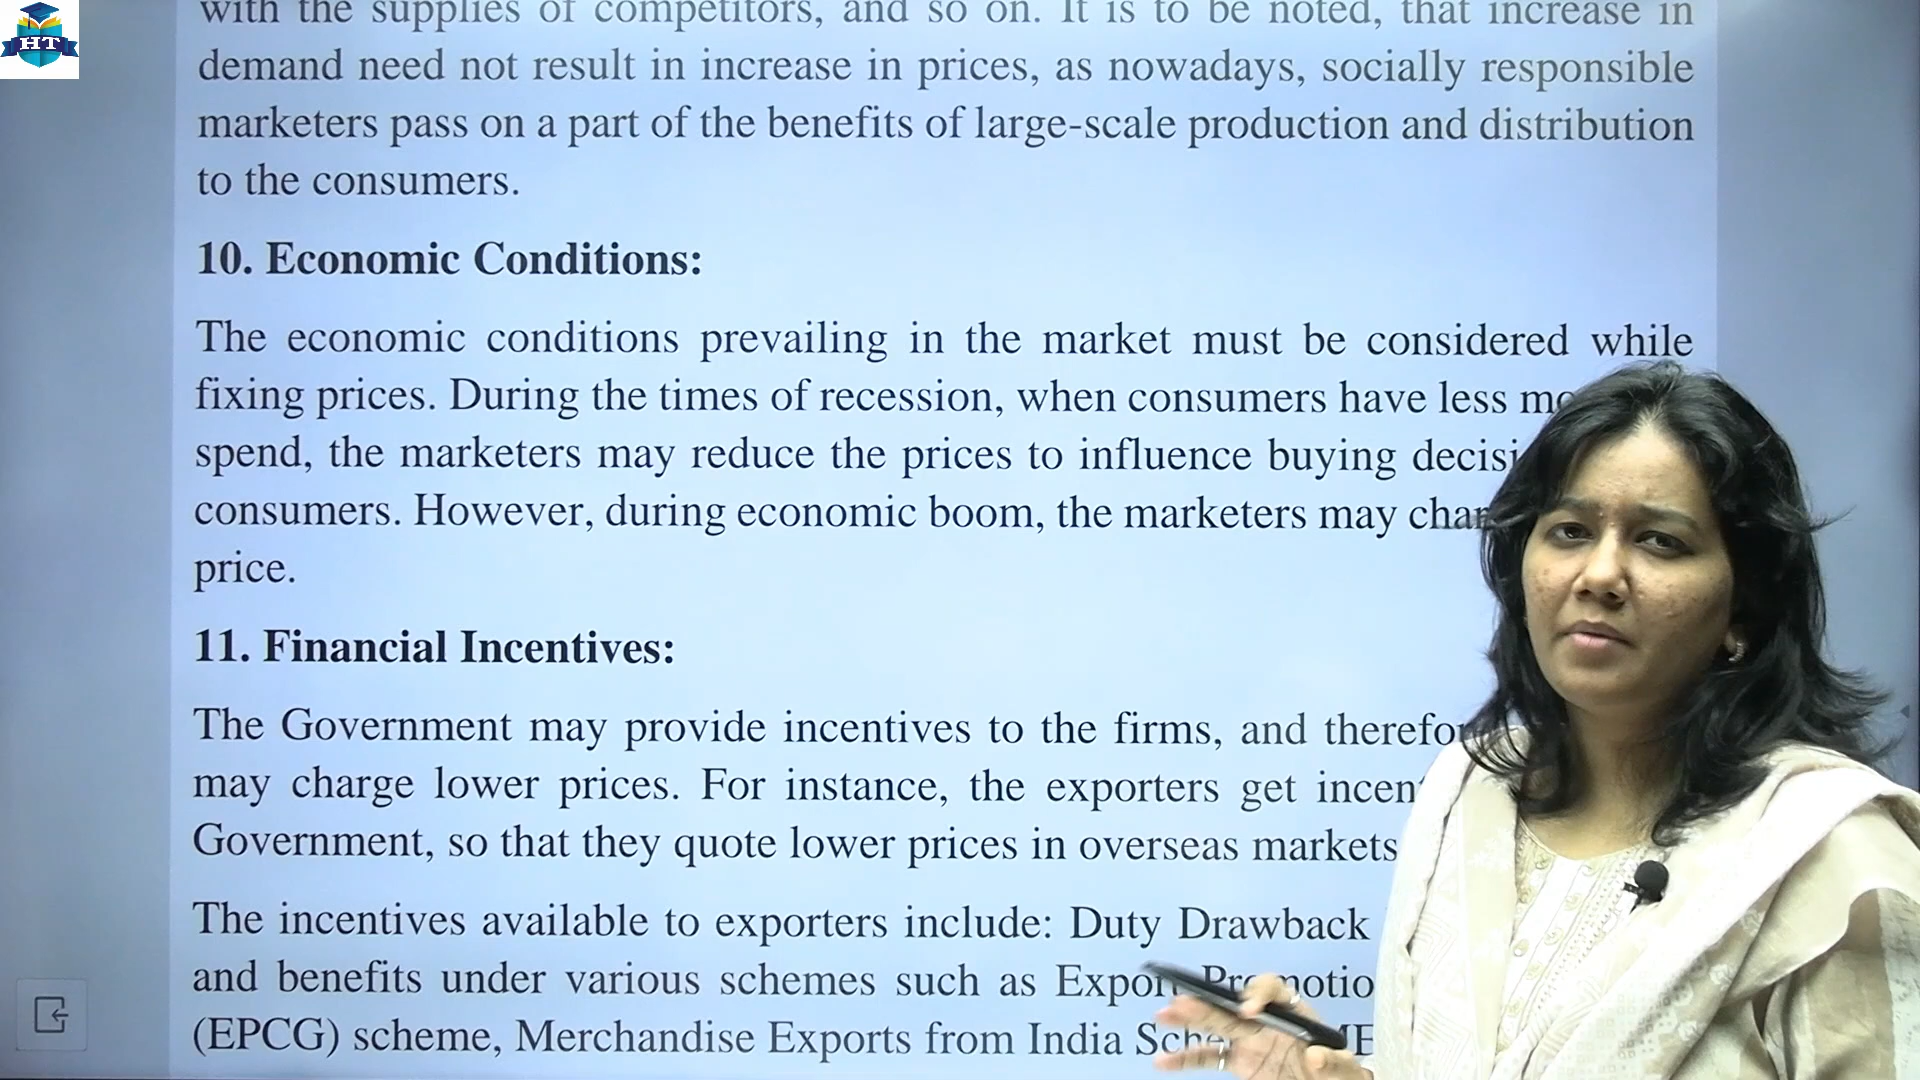 HT
with the supplies of competitors, and so on. It is to be noted, that increase in
demand need not result in increase in prices, as nowadays, socially responsible
marketers pass on a part of the benefits of large-scale production and distribution
to the consumers.
10. Economic Conditions:
The economic conditions prevailing in the market must be considered while
fixing prices. During the times of recession, when consumers have less
spend, the marketers may reduce the prices to influence buying
consumers. However, during economic boom, the marketers may
price.
11. Financial Incentives:
The Government may provide incentives to the firms, and
may charge lower prices. For instance, the exporters get
Government, so that they quote lower prices in overseas markets
The incentives available to exporters include: Duty Drawback
and benefits under various schemes such as Export
(EPCG) scheme, Merchandise Exports from India